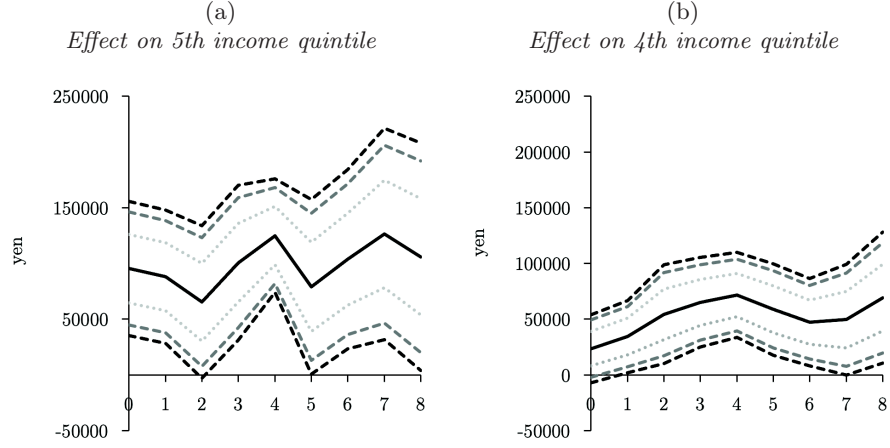 (a)
Effect on 5th income quintile
250000
150000
50000
-50000
yen
0 1 2 3 4 5 6 7 8
(b)
Effect on 4th income quintile
250000
200000
150000
100000
50000
0
-50000
yen
0 1 2 3 4 5 6 7 8